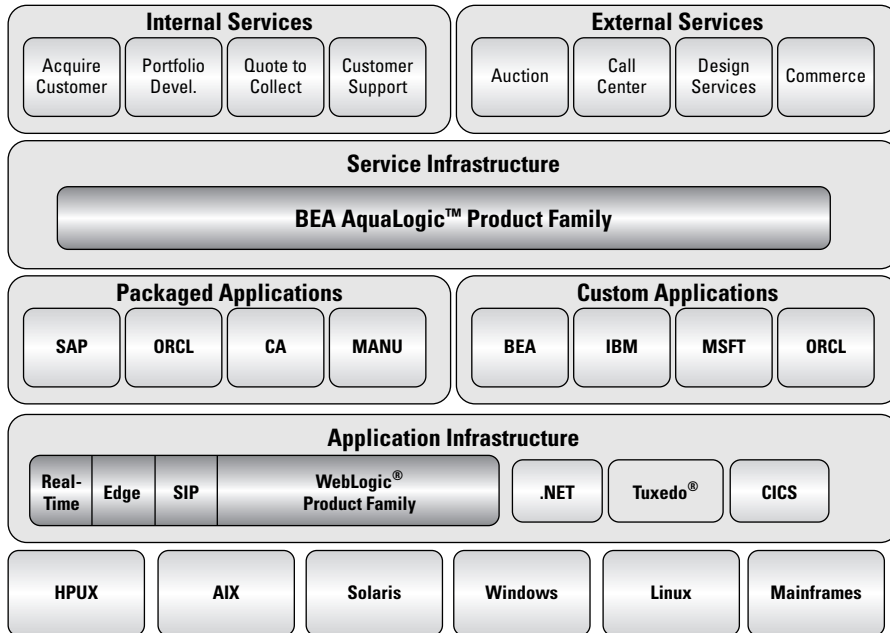 Internal Services
Acquire
Customer
Portfolio
Devel.
Quote to
Collect
Customer
Support
External Services
Auction
Call
Center
Design
Services
Commerce
Service Infrastructure
BEA AquaLogic™ Product Family
Packaged Applications
SAP
ORCL
CA
MANU
Custom Applications
BEA
IBM
MSFT
ORCL
Application Infrastructure
Real-
Time
Edge
SIP
WebLogic®
Product Family
.NET
Tuxedo®
CICS
HPUX
AIX
Solaris
Windows
Linux
Mainframes